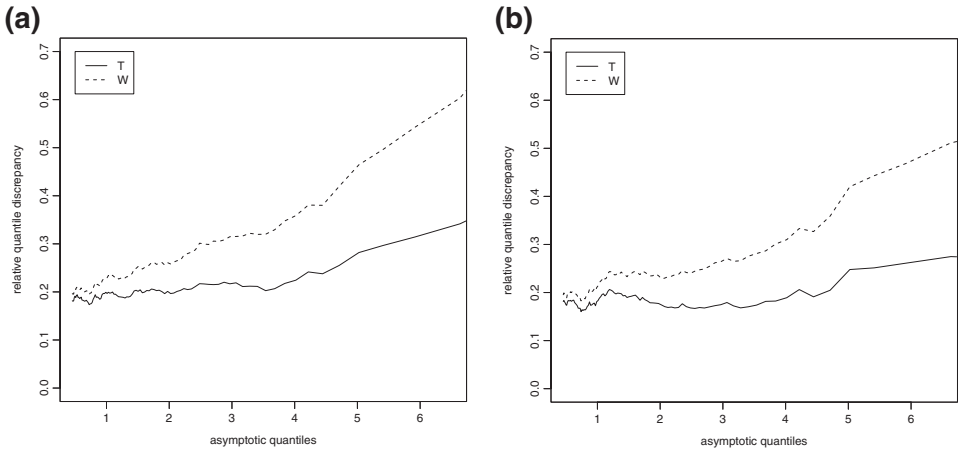 (a)
relative quantile discrepancy
0.7
0.6
0.5
0.4
0.3
0.2
0.1
0.0
T
W
1 2 3 4 5 6
asymptotic quantiles
(b)
relative quantile discrepancy
0.7
0.6
0.5
0.4
0.3
0.2
0.1
0.0
T
W
1 2 3 4 5 6
asymptotic quantiles